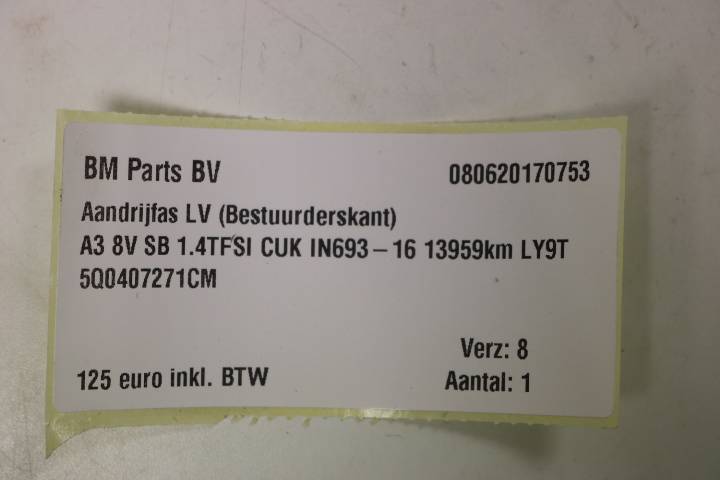 BM Parts BV 080620170753
Aandrijfas LV (Bestuurderskant)
A3 8V SB 1.4TFSI CUK IN693-16 13959km LY9T
5Q0407271CM
Verz: 8
125 euro inkl. BTW Aantal: 1